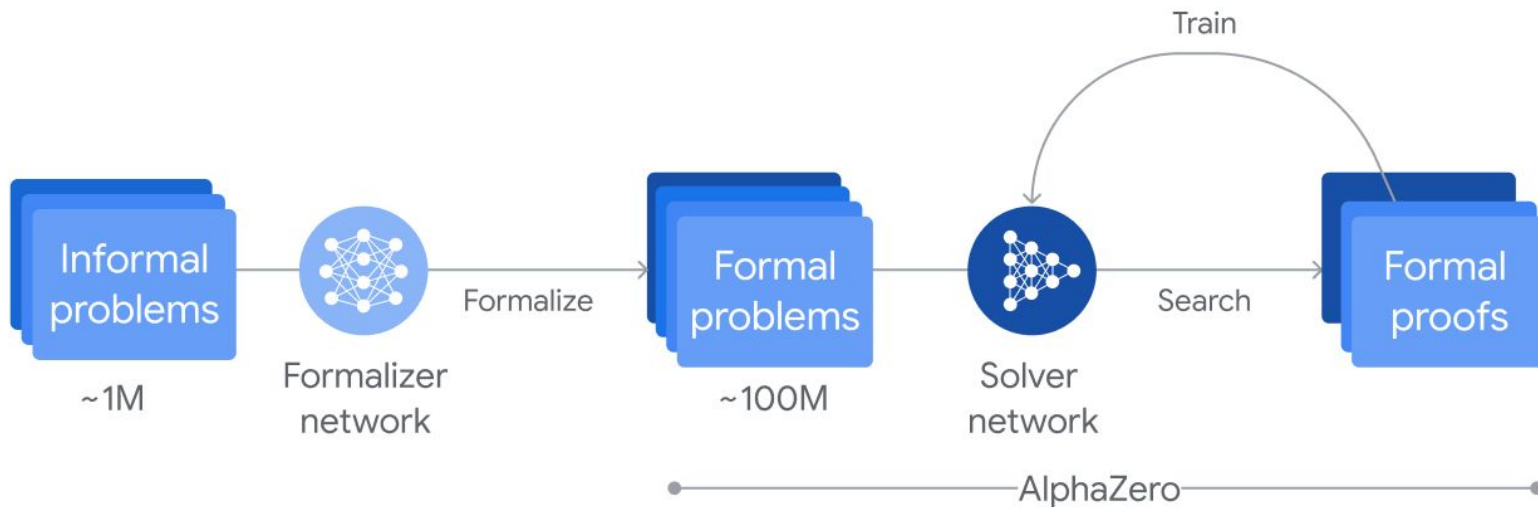 Train
Informal
problems
~1M
Formalizer
network
Formalize
Formal
problems
~100M
Solver
network
Search
Formal
proofs
AlphaZero